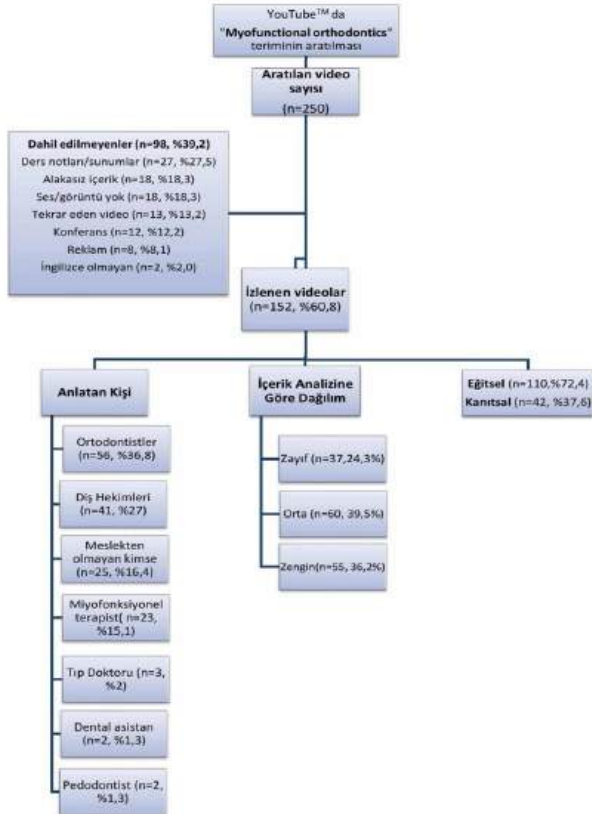 YouTube™ da
"Myofunctional orthodontics"
teriminin aratılması
Aratılan video
sayısı
(n=250)
Dahil edilmeyenler (n=98, %39,2)
Ders notları/sunumlar (n=27, %27,5)
Alakasız içerik (n=18, %18,3)
Ses/görüntü yok (n=18, %18,3)
Tekrar eden video (n=13, %13,2)
Konferans (n=12, %12,2)
Reklam (n=8, %8,1)
İngilizce olmayan (n=2, %2,0)
İzlenen videolar
(n=152, %60,8)
Anlatan Kişi
Ortodontistler
(n=56, %36,8)
Diş Hekimleri
(n=41, %27)
Meslekten
olmayan kimse
(n=25, %16,4)
Miyofonksiyonel
terapist( n=23,
%15,1)
Tıp Doktoru (n=3,
%2)
Dental asistan
(n=2, %1,3)
Pedodontist (n=2,
%1,3)
İçerik Analizine
Göre Dağılım
Zayıf (n=37,24,3%)
Orta (n=60, 39,5%)
Zengin(n=55, 36,2%)
Eğitsel (n=110,%72,4)
Kanıtsal (n=42, %37,6)